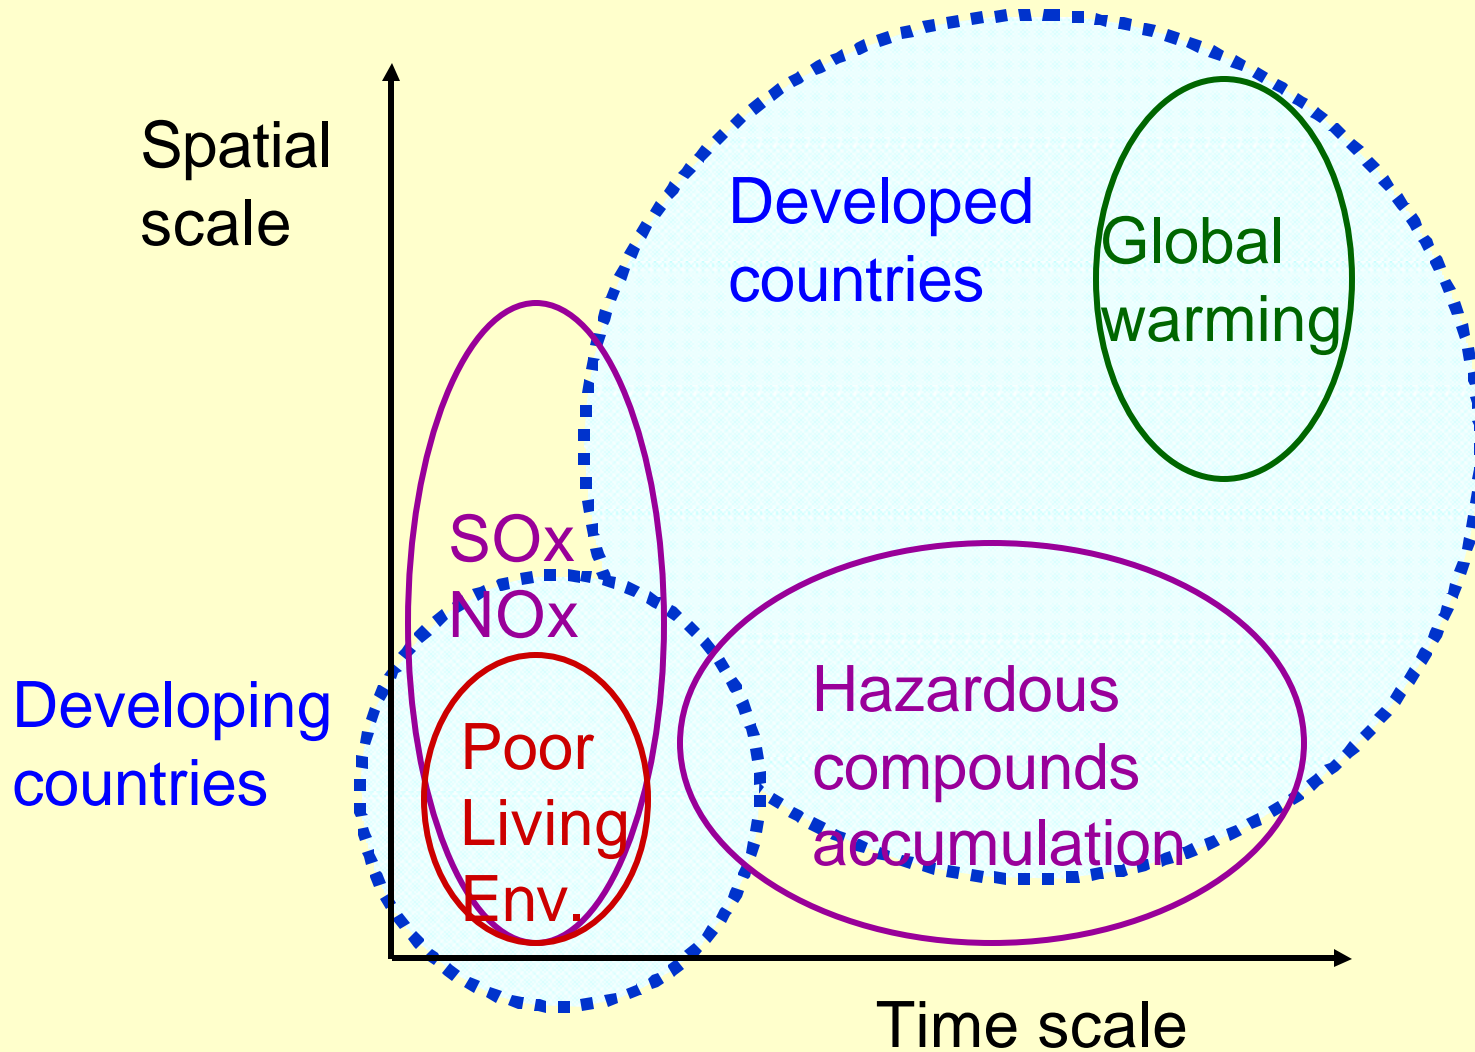 Spatial
scale
Developed
countries
Global
warming
SOx
NOx
Developing
countries
Poor
Living
Env.
Hazardous
compounds
accumulation
Time scale